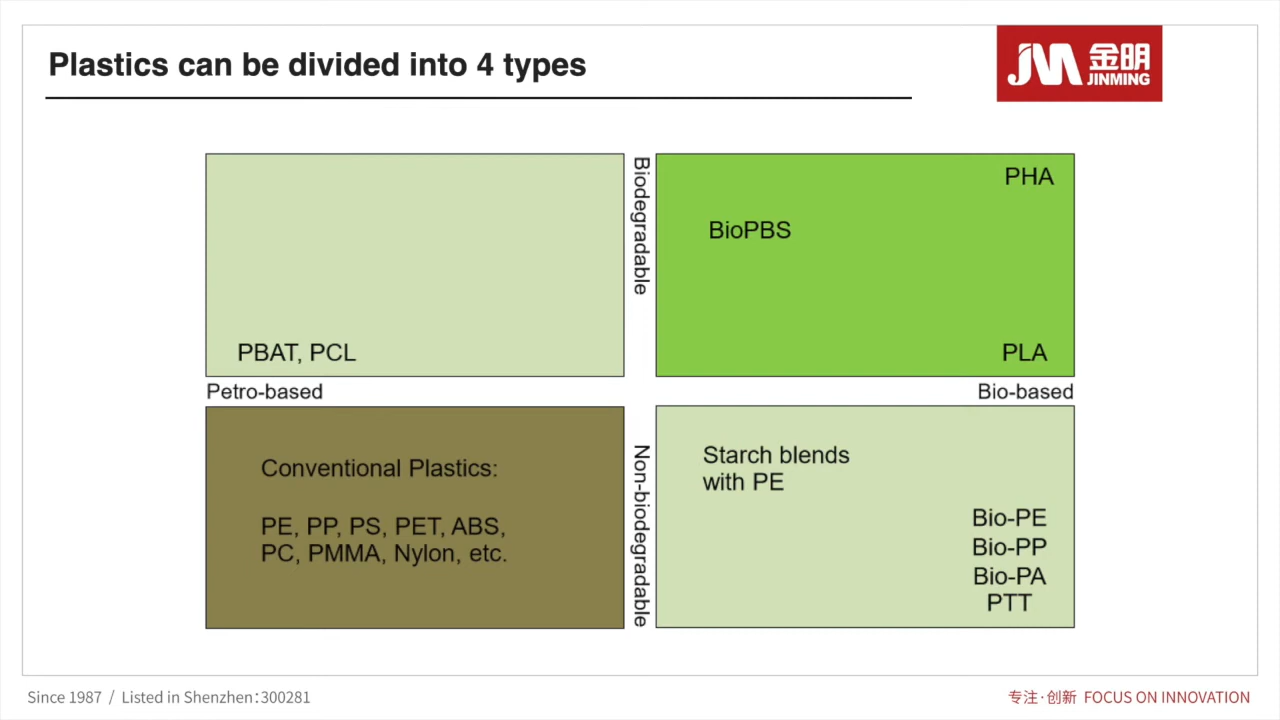 Plastics can be divided into 4 types
JM 金明
JINMING
Biodegradable
PHA
BioPBS
PBAT, PCL
PLA
Petro-based
Bio-based
Conventional Plastics:
PE, PP, PS, PET, ABS,
PC, PMMA, Nylon, etc.
Non-biodegradable
Starch blends
with PE
Bio-PE
Bio-PP
Bio-PA
PTT
Since 1987 / Listed in Shenzhen:300281
专注·创新 FOCUS ON INNOVATION